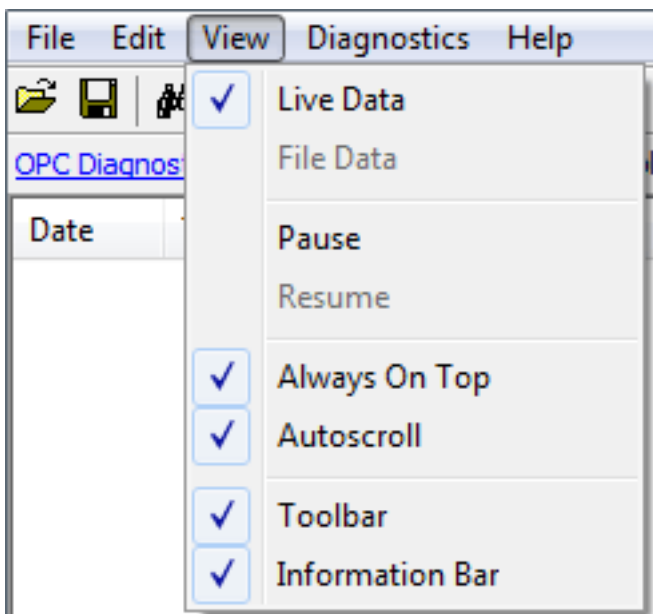 File Edit View Diagnostics Help
Live Data
OPC Diagnos
File Data
Date
Pause
Resume
Always On Top
Autoscroll
Toolbar
Information Bar